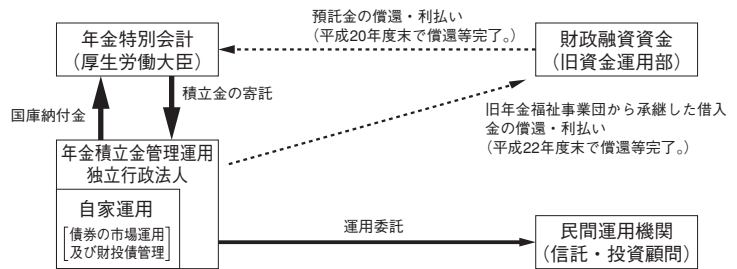 預託金の償還・利払い
(平成20年度末で償還等完了。)
年金特別会計
(厚生労働大臣)
財政融資資金
(旧資金運用部)
国庫納付金
積立金の寄託
旧年金福祉事業団から承継した借入
金の償還・利払い
(平成22年度末で償還等完了。)
年金積立金管理運用
独立行政法人
自家運用
[債券の市場運用
及び財投債管理]
運用委託
民間運用機関
(信託・投資顧問)